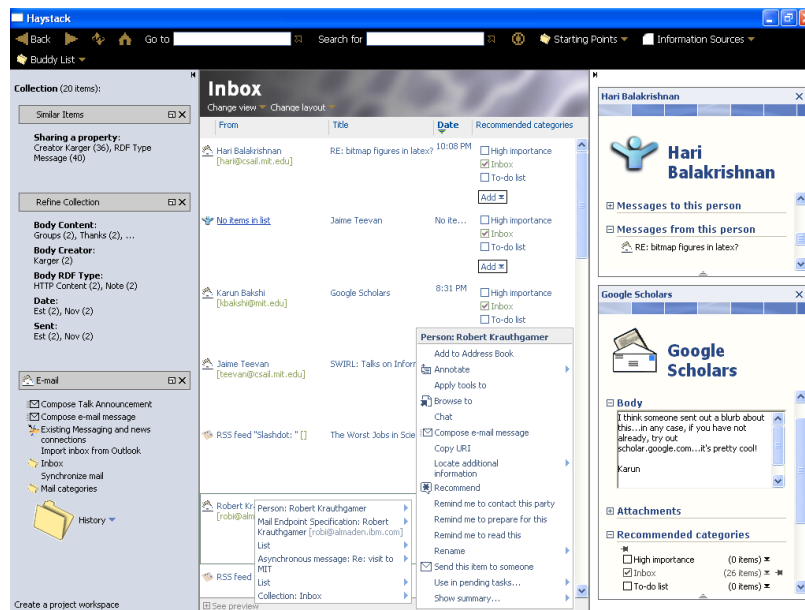 Haystack
Back
Go to
Search for
Starting Points
Information Sources
Buddy List
Collection (20 items):
Similar Items
Sharing a property:
Creator Karger (36), RDF Type
Message (40)
Refine Collection
Body Content:
Groups (2), Thanks (2), ...
Body Creator:
Karger (2)
Body RDF Type:
HTTP Content (2), Note (2)
Date:
Est (2), Nov (2)
Sent:
Est (2), Nov (2)
E-mail
Compose Talk Announcement
Compose e-mail message
Existing Messaging and news
connections
Import inbox from Outlook
Inbox
Synchronize mail
Mail categories
History
Create a project workspace
Inbox
Change view
Change layout
From
Title
Date
Recommended categories
Hari Balakrishnan
[hari@csail.mit.edu]
RE: bitmap figures in latex?
10:08 PM
High importance
Inbox
To-do list
Add
No items in list
Jaime Teevan
No ite...
High importance
Inbox
To-do list
Add
Karun Bakshi
[kbakshi@mit.edu]
Google Scholars
8:31 PM
High importance
Inbox
To-do list
Jaime Teevan
[teevan@csail.mit.edu]
SWIRL: Talks on Inform
RSS feed "Slashdot: " []
The Worst Jobs in Scie
Robert Kr
[robi@alm
RSS feed
See preview
Person: Robert Krauthgamer
Mail Endpoint Specification: Robert
Krauthgamer [robi@almaden.ibm.com]
List
Asynchronous message: Re: visit to
MIT
List
Collection: Inbox
Person: Robert Krauthgamer
Add to Address Book
Annotate
Apply tools to
Browse to
Chat
Compose e-mail message
Copy URI
Locate additional
information
Recommend
Remind me to contact this party
Remind me to prepare for this
Remind me to read this
Rename
Send this item to someone
Use in pending tasks...
Show summary...
Hari Balakrishnan
Hari
Balakrishnan
Messages to this person
Messages from this person
RE: bitmap figures in latex?
Google Scholars
Google
Scholars
Body
I think someone sent out a blurb about
this...in any case, if you have not
already, try out
scholar.google.com...it's pretty cool!
Karun
Attachments
Recommended categories
High importance (0 items)
Inbox (26 items)
To-do list (0 items)